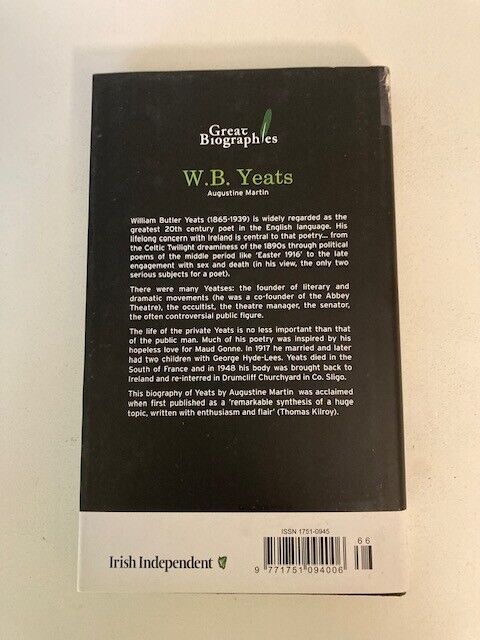 Great
Biographies
W.B. Yeats
Augustine Martin
William Butler Yeats (1865-1939) is widely regarded as the
greatest 20th century poet in the English language. His
lifelong concern with Ireland is central to that poetry... from
the Celtic Twilight dreaminess of the 1890s through political
poems of the middle period like 'Easter 1916' to the late
engagement with sex and death (in his view, the only two
serious subjects for a poet).
There were many Yeatses: the founder of literary and
dramatic movements (he was a co-founder of the Abbey
Theatre), the occultist, the theatre manager, the senator,
the often controversial public figure.
The life of the private Yeats is no less important than that
of the public man. Much of his poetry was inspired by his
hopeless love for Maud Gonne. In 1917 he married and later
had two children with George Hyde-Lees. Yeats died in the
South of France and in 1948 his body was brought back to
Ireland and re-interred in Drumcliff Churchyard in Co. Sligo.
This biography of Yeats by Augustine Martin was acclaimed
when first published as a 'remarkable synthesis of a huge
topic, written with enthusiasm and flair' (Thomas Kilroy).
Irish Independent
ISSN 1751-0945
66
9 771751 094006